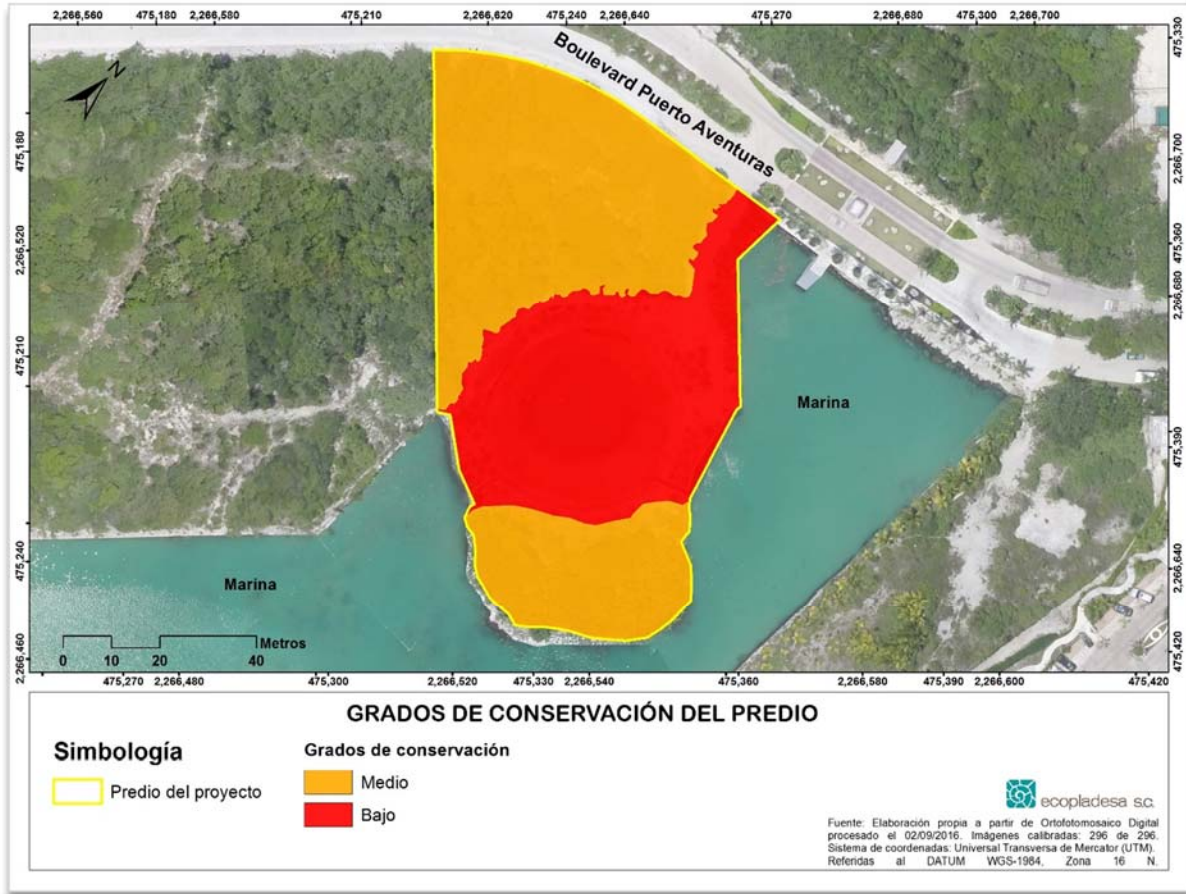 2,266,560 475,180 2,266,580 475,210 2,266,620 475,240 2,266,640 475,270 2,266,680 475,300 2,266,700
475,330
2,266,700
475,360
2,266,680
475,390
2,266,640
475,420
475,180
2,266,520
475,210
475,240
2,266,460
N
Boulevard Puerto Aventuras
Marina
Marina
Metros
0 10 20 40
475,270 2,266,480 475,300 2,266,520 475,330 2,266,540 475,360 2,266,580 475,390 2,266,600 475,420
GRADOS DE CONSERVACIÓN DEL PREDIO
Simbología
Predio del proyecto
Grados de conservación
Medio
Bajo
ecopladesa s.c.
Fuente: Elaboración propia a partir de Ortofotomosaico Digital
procesado el 02/09/2016. Imágenes calibradas: 296 de 296.
Sistema de coordenadas: Universal Transversa de Mercator (UTM).
Referidas al DATUM WGS-1984, Zona 16 N.